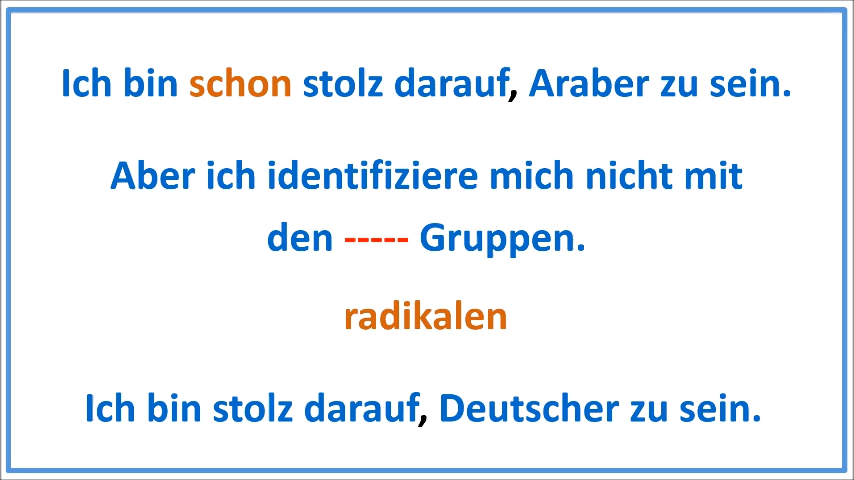 Ich bin schon stolz darauf, Araber zu sein.
Aber ich identifiziere mich nicht mit
den ----- Gruppen.
radikalen
Ich bin stolz darauf, Deutscher zu sein.